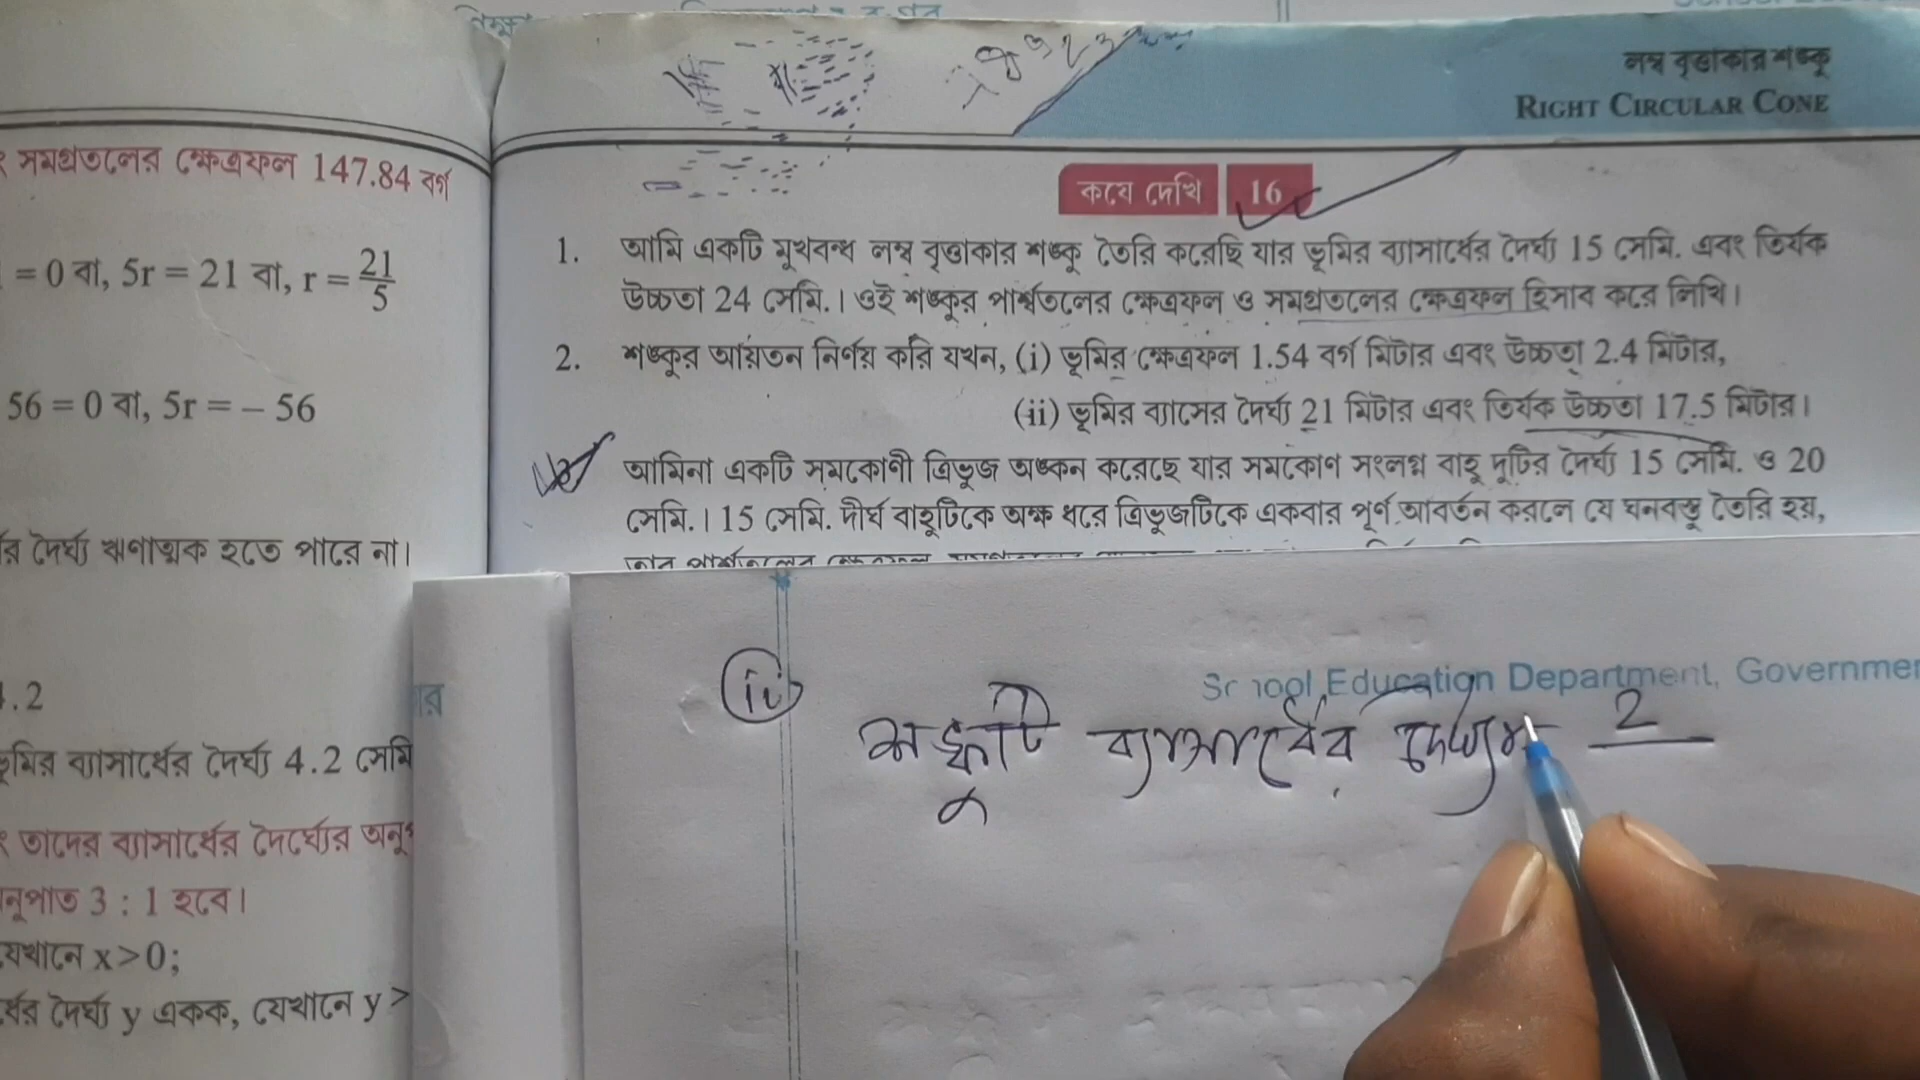 লম্ব বৃত্তাকার শঙ্কু
RIGHT CIRCULAR CONE
সমগ্রতলের ক্ষেত্রফল 147.84 বর্গ
= 0 বা, 5r = 21 বা, r = 21/5
56 = 0 বা, 5r = – 56
দৈর্ঘ্য ঋণাত্মক হতে পারে না।
.2
ভূমির ব্যাসার্ধের দৈর্ঘ্য 4.2 সেমি
তাদের ব্যাসার্ধের দৈর্ঘ্যের
3 : 1 হবে।
যেখানে x>0;
দৈর্ঘ্য y একক, যেখানে y >
কষে দেখি 16
1. আমি একটি মুখবন্ধ লম্ব বৃত্তাকার শঙ্কু তৈরি করেছি যার ভূমির ব্যাসার্ধের দৈর্ঘ্য 15 সেমি. এবং তির্যক
উচ্চতা 24 সেমি.। ওই শঙ্কুর পার্শ্বতলের ক্ষেত্রফল ও সমগ্রতলের ক্ষেত্রফল হিসাব করে লিখি।
2. শঙ্কুর আয়তন নির্ণয় করি যখন, (i) ভূমির ক্ষেত্রফল 1.54 বর্গ মিটার এবং উচ্চতা 2.4 মিটার,
(ii) ভূমির ব্যাসের দৈর্ঘ্য 21 মিটার এবং তির্যক উচ্চতা 17.5 মিটার।
আমিনা একটি সমকোণী ত্রিভুজ অঙ্কন করেছে যার সমকোণ সংলগ্ন বাহু দুটির দৈর্ঘ্য 15 সেমি. ও 20
সেমি.। 15 সেমি. দীর্ঘ বাহুটিকে অক্ষ ধরে ত্রিভুজটিকে একবার পূর্ণ আবর্তন করলে যে ঘনবস্তু তৈরি হয়,
School Education Department, Governme
ii
শঙ্কুটি ব্যাসার্ধের 2